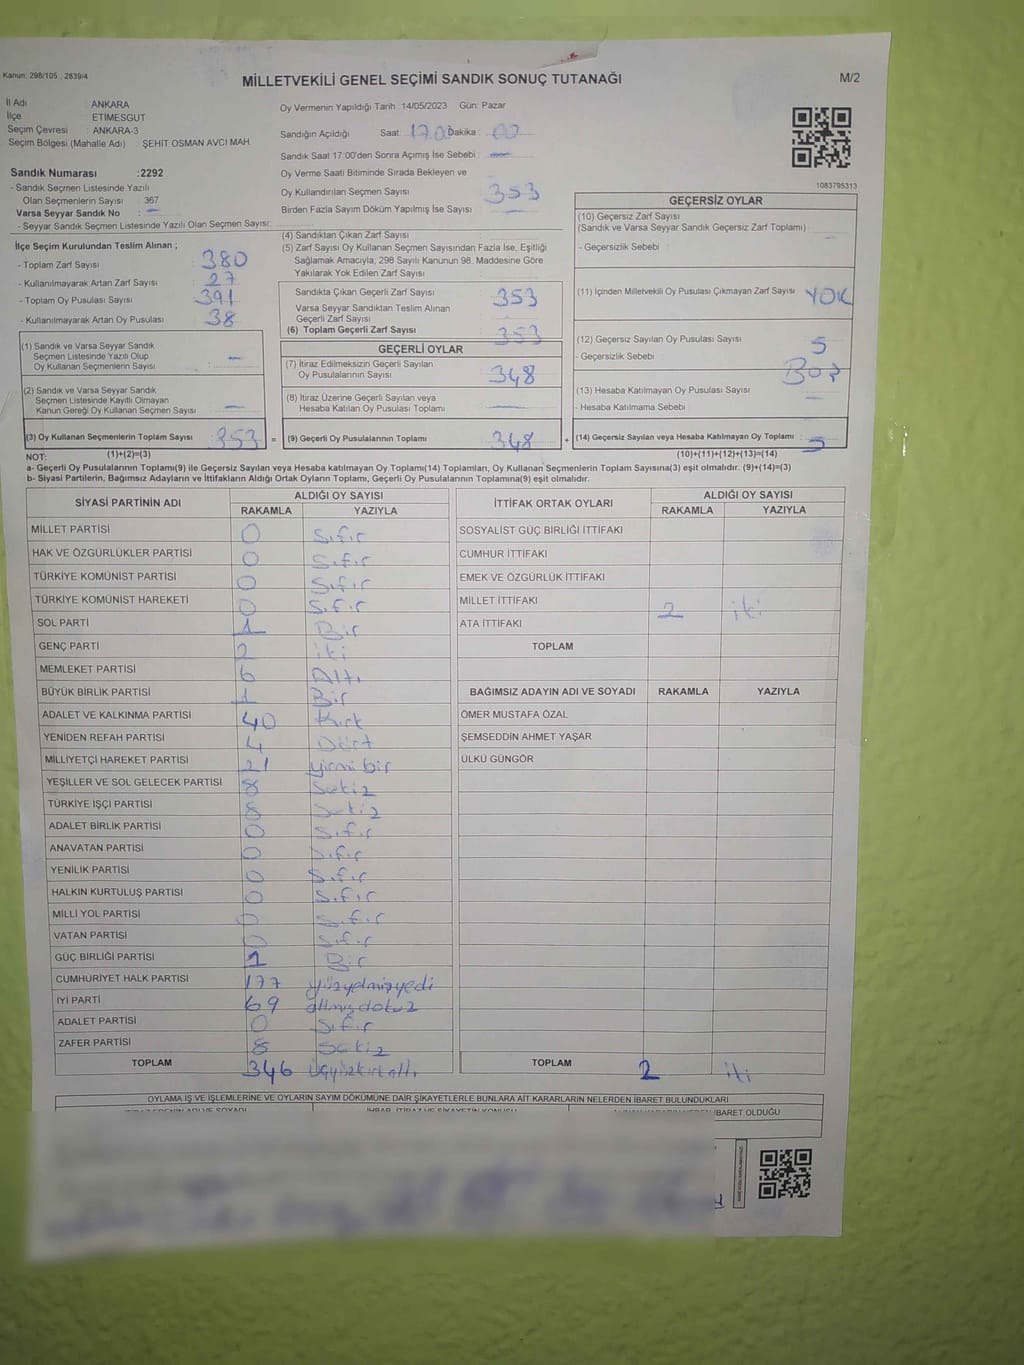 Kanun: 298/105 , 2839/4
MİLLETVEKİLİ GENEL SEÇİMİ SANDIK SONUÇ TUTANAĞI
M/2
İl Adı : ANKARA
İlçe ETİMESGUT
Seçim Çevresi : ANKARA-3
Seçim Bölgesi (Mahalle Adı) : ŞEHİT OSMAN AVCI MAH.
Sandık Numarası :2292
- Sandık Seçmen Listesinde Yazılı
Olan Seçmen Sayısı : 367
Varsa Seyyar Sandık No : —
- Seyyar Sandık Seçmen Listesinde Yazılı Olan Seçmen Sayısı:
Oy Vermenin Yapıldığı Tarih :14/05/2023 Gün: Pazar
Sandığın Açıldığı Saat: 17.00 Dakika : 00
Sandık Saat 17:00'den Sonra Açımış İse Sebebi : —
Oy Verme Saati Bitiminde Sırada Bekleyen ve
Oy Kullandırılan Seçmen Sayısı : 353
Birden Fazla Sayım Döküm Yapılmış İse Sayısı : —
1083795313
İlçe Seçim Kurulundan Teslim Alınan ;
- Toplam Zarf Sayısı : 380
- Kullanılmayarak Artan Zarf Sayısı : 27
- Toplam Oy Pusulası Sayısı : 391
- Kullanılmayarak Artan Oy Pusulası : 38
(1) Sandık ve Varsa Seyyar Sandık
Seçmen Listesinde Yazılı Olup
Oy Kullanan Seçmenlerin Sayısı : —
(2) Sandık ve Varsa Seyyar Sandık
Seçmen Listesinde Kayıtlı Olmayan
Kanun Gereği Oy Kullanan Seçmen Sayısı : —
(3) Oy Kullanan Seçmenlerin Toplam Sayısı : 353 =
(1)+(2)=(3)
(4) Sandıktan Çıkan Zarf Sayısı :
(5) Zarf Sayısı Oy Kullanan Seçmen Sayısından Fazla İse, Eşitliği
Sağlamak Amacıyla; 298 Sayılı Kanunun 98. Maddesine Göre
Yakılarak Yok Edilen Zarf Sayısı :
Sandıkta Çıkan Geçerli Zarf Sayısı : 353
Varsa Seyyar Sandıktan Teslim Alınan
Geçerli Zarf Sayısı :
(6) Toplam Geçerli Zarf Sayısı : 353
GEÇERLİ OYLAR
(7) İtiraz Edilmeksizin Geçerli Sayılan
Oy Pusulalarının Sayısı : 348
(8) İtiraz Üzerine Geçerli Sayılan veya
Hesaba Katılan Oy Pusulası Toplamı :
(9) Geçerli Oy Pusulalarının Toplamı : 348 +
GEÇERSİZ OYLAR
(10) Geçersiz Zarf Sayısı
(Sandık ve Varsa Seyyar Sandık Geçersiz Zarf Toplamı) :
- Geçersizlik Sebebi :
(11) İçinden Milletvekili Oy Pusulası Çıkmayan Zarf Sayısı : YOK
(12) Geçersiz Sayılan Oy Pusulası Sayısı : 5
- Geçersizlik Sebebi : Boş
(13) Hesaba Katılmayan Oy Pusulası Sayısı : —
- Hesaba Katılmama Sebebi :
(14) Geçersiz Sayılan veya Hesaba Katılmayan Oy Toplamı : 5
(10)+(11)+(12)+(13)=(14)
NOT:
a- Geçerli Oy Pusulalarının Toplamı(9) ile Geçersiz Sayılan veya Hesaba katılmayan Oy Toplamı(14) Toplamları, Oy Kullanan Seçmenlerin Toplam Sayısına(3) eşit olmalıdır. (9)+(14)=(3)
b- Siyasi Partilerin, Bağımsız Adayların ve İttifakların Aldığı Ortak Oyların Toplamı, Geçerli Oy Pusulalarının Toplamına(9) eşit olmalıdır.
SİYASİ PARTİNİN ADI ALDIĞI OY SAYISI
RAKAMLA YAZIYLA
MİLLET PARTİSİ 0 Sıfır
HAK VE ÖZGÜRLÜKLER PARTİSİ 0 Sıfır
TÜRKİYE KOMÜNİST PARTİSİ 0 Sıfır
TÜRKİYE KOMÜNİST HAREKETİ 0 Sıfır
SOL PARTİ 1 Bir
GENÇ PARTİ 2 iki
MEMLEKET PARTİSİ 6 Altı
BÜYÜK BİRLİK PARTİSİ 1 Bir
ADALET VE KALKINMA PARTİSİ 40 Kırk
YENİDEN REFAH PARTİSİ 4 Dört
MİLLİYETÇİ HAREKET PARTİSİ 21 yirmi bir
YEŞİLLER VE SOL GELECEK PARTİSİ 8 Sekiz
TÜRKİYE İŞÇİ PARTİSİ 8 Sekiz
ADALET BİRLİK PARTİSİ 0 Sıfır
ANAVATAN PARTİSİ 0 Sıfır
YENİLİK PARTİSİ 0 Sıfır
HALKIN KURTULUŞ PARTİSİ 0 Sıfır
MİLLİ YOL PARTİSİ 0 Sıfır
VATAN PARTİSİ 0 Sıfır
GÜÇ BİRLİĞİ PARTİSİ 1 Bir
CUMHURİYET HALK PARTİSİ 177 yüzyetmişyedi
İYİ PARTİ 69 altmışdokuz
ADALET PARTİSİ 0 Sıfır
ZAFER PARTİSİ 8 Sekiz
TOPLAM 346 üçyüzkırkaltı
İTTİFAK ORTAK OYLARI ALDIĞI OY SAYISI
RAKAMLA YAZIYLA
SOSYALİST GÜÇ BİRLİĞİ İTTİFAKI
CUMHUR İTTİFAKI
EMEK VE ÖZGÜRLÜK İTTİFAKI
MİLLET İTTİFAKI 2 iki
ATA İTTİFAKI
TOPLAM
BAĞIMSIZ ADAYIN ADI VE SOYADI RAKAMLA YAZIYLA
ÖMER MUSTAFA ÖZAL
ŞEMSEDDİN AHMET YAŞAR
ÜLKÜ GÜNGÖR
TOPLAM 2 iki
OYLAMA İŞ VE İŞLEMLERİNE VE OYLARIN SAYIM DÖKÜMÜNE DAİR ŞİKAYETLERLE BUNLARA AİT KARARLARIN NELERDEN İBARET BULUNDUKLARI
İBARET OLDUĞU